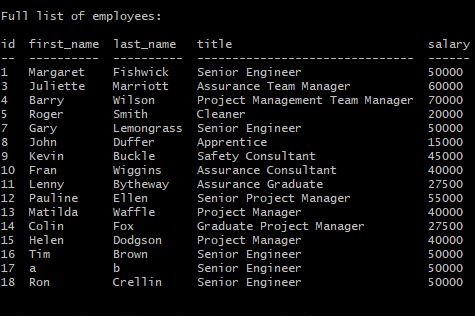 Full list of employees:
id first_name last_name title salary
-- ---------- --------- ------------------------------- ------
1 Margaret Fishwick Senior Engineer 50000
3 Juliette Marriott Assurance Team Manager 60000
4 Barry Wilson Project Management Team Manager 70000
5 Roger Smith Cleaner 20000
7 Gary Lemongrass Senior Engineer 50000
8 John Duffer Apprentice 15000
9 Kevin Buckle Safety Consultant 45000
10 Fran Wiggins Assurance Consultant 40000
11 Lenny Bytheway Assurance Graduate 27500
12 Pauline Ellen Senior Project Manager 55000
13 Matilda Waffle Project Manager 40000
14 Colin Fox Graduate Project Manager 27500
15 Helen Dodgson Project Manager 40000
16 Tim Brown Senior Engineer 50000
17 a b Senior Engineer 50000
18 Ron Crellin Senior Engineer 50000